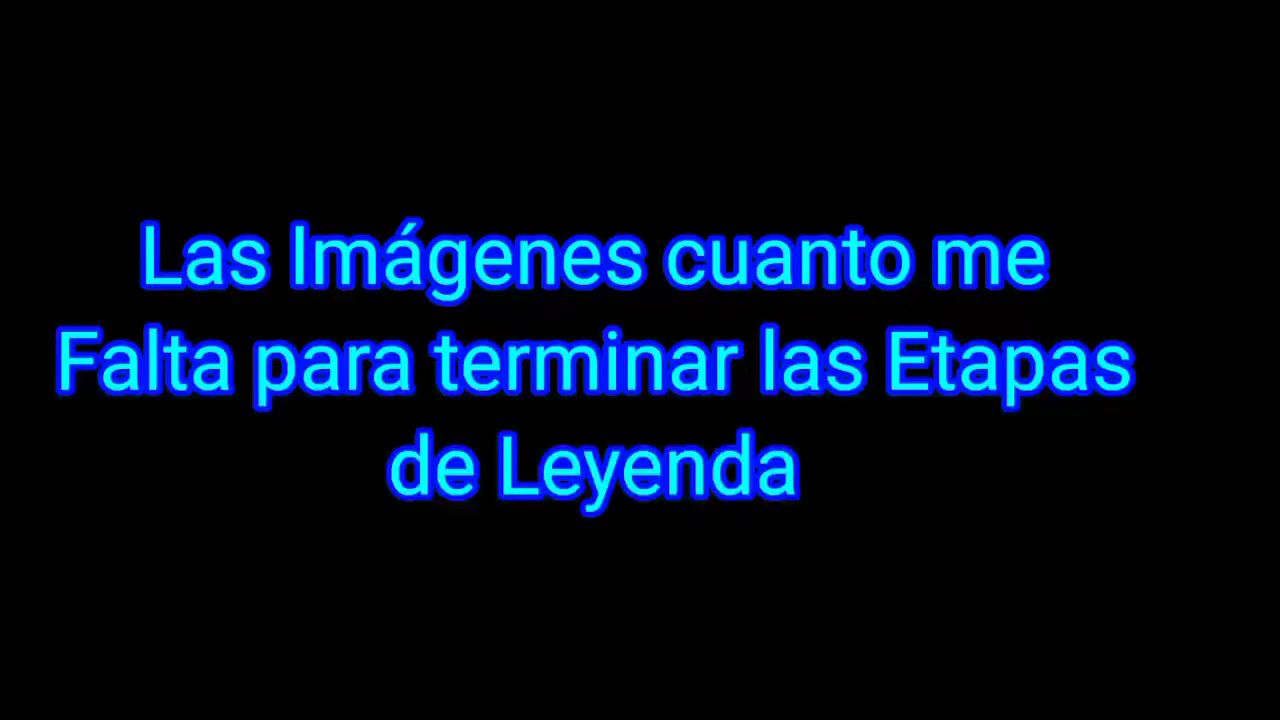 Las Imágenes cuanto me
Falta para terminar las Etapas
de Leyenda